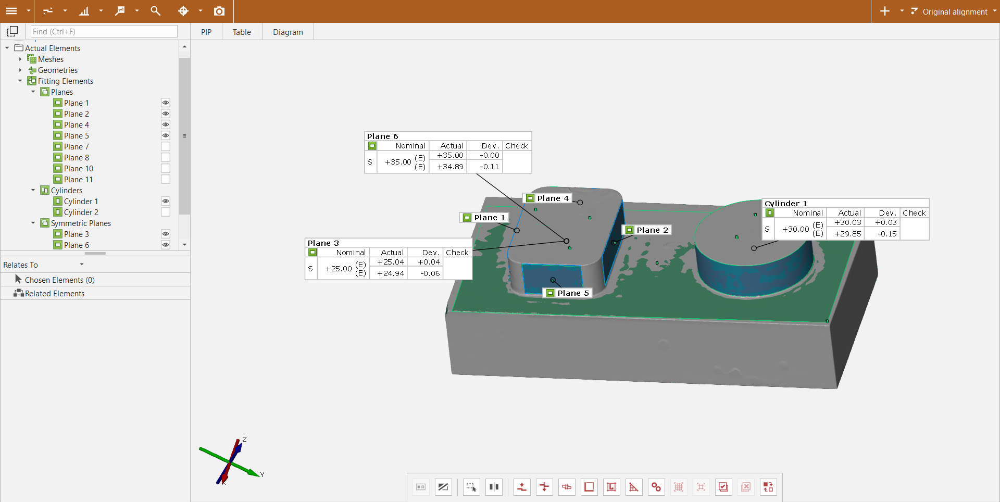 Original alignment
Find (Ctrl+F)
PIP
Table
Diagram
Actual Elements
Meshes
Geometries
Fitting Elements
Planes
Plane 1
Plane 2
Plane 4
Plane 5
Plane 7
Plane 8
Plane 10
Plane 11
Cylinders
Cylinder 1
Cylinder 2
Symmetric Planes
Plane 3
Plane 6
Relates To
Chosen Elements (0)
Related Elements
Plane 6
Nominal Actual Dev. Check
S +35.00 (E) +35.00 -0.00
(E) +34.89 -0.11
Plane 4
Plane 1
Plane 2
Cylinder 1
Nominal Actual Dev. Check
S +30.00 (E) +30.03 +0.03
(E) +29.85 -0.15
Plane 3
Nominal Actual Dev. Check
S +25.00 (E) +25.04 +0.04
(E) +24.94 -0.06
Plane 5
Z
Y
X